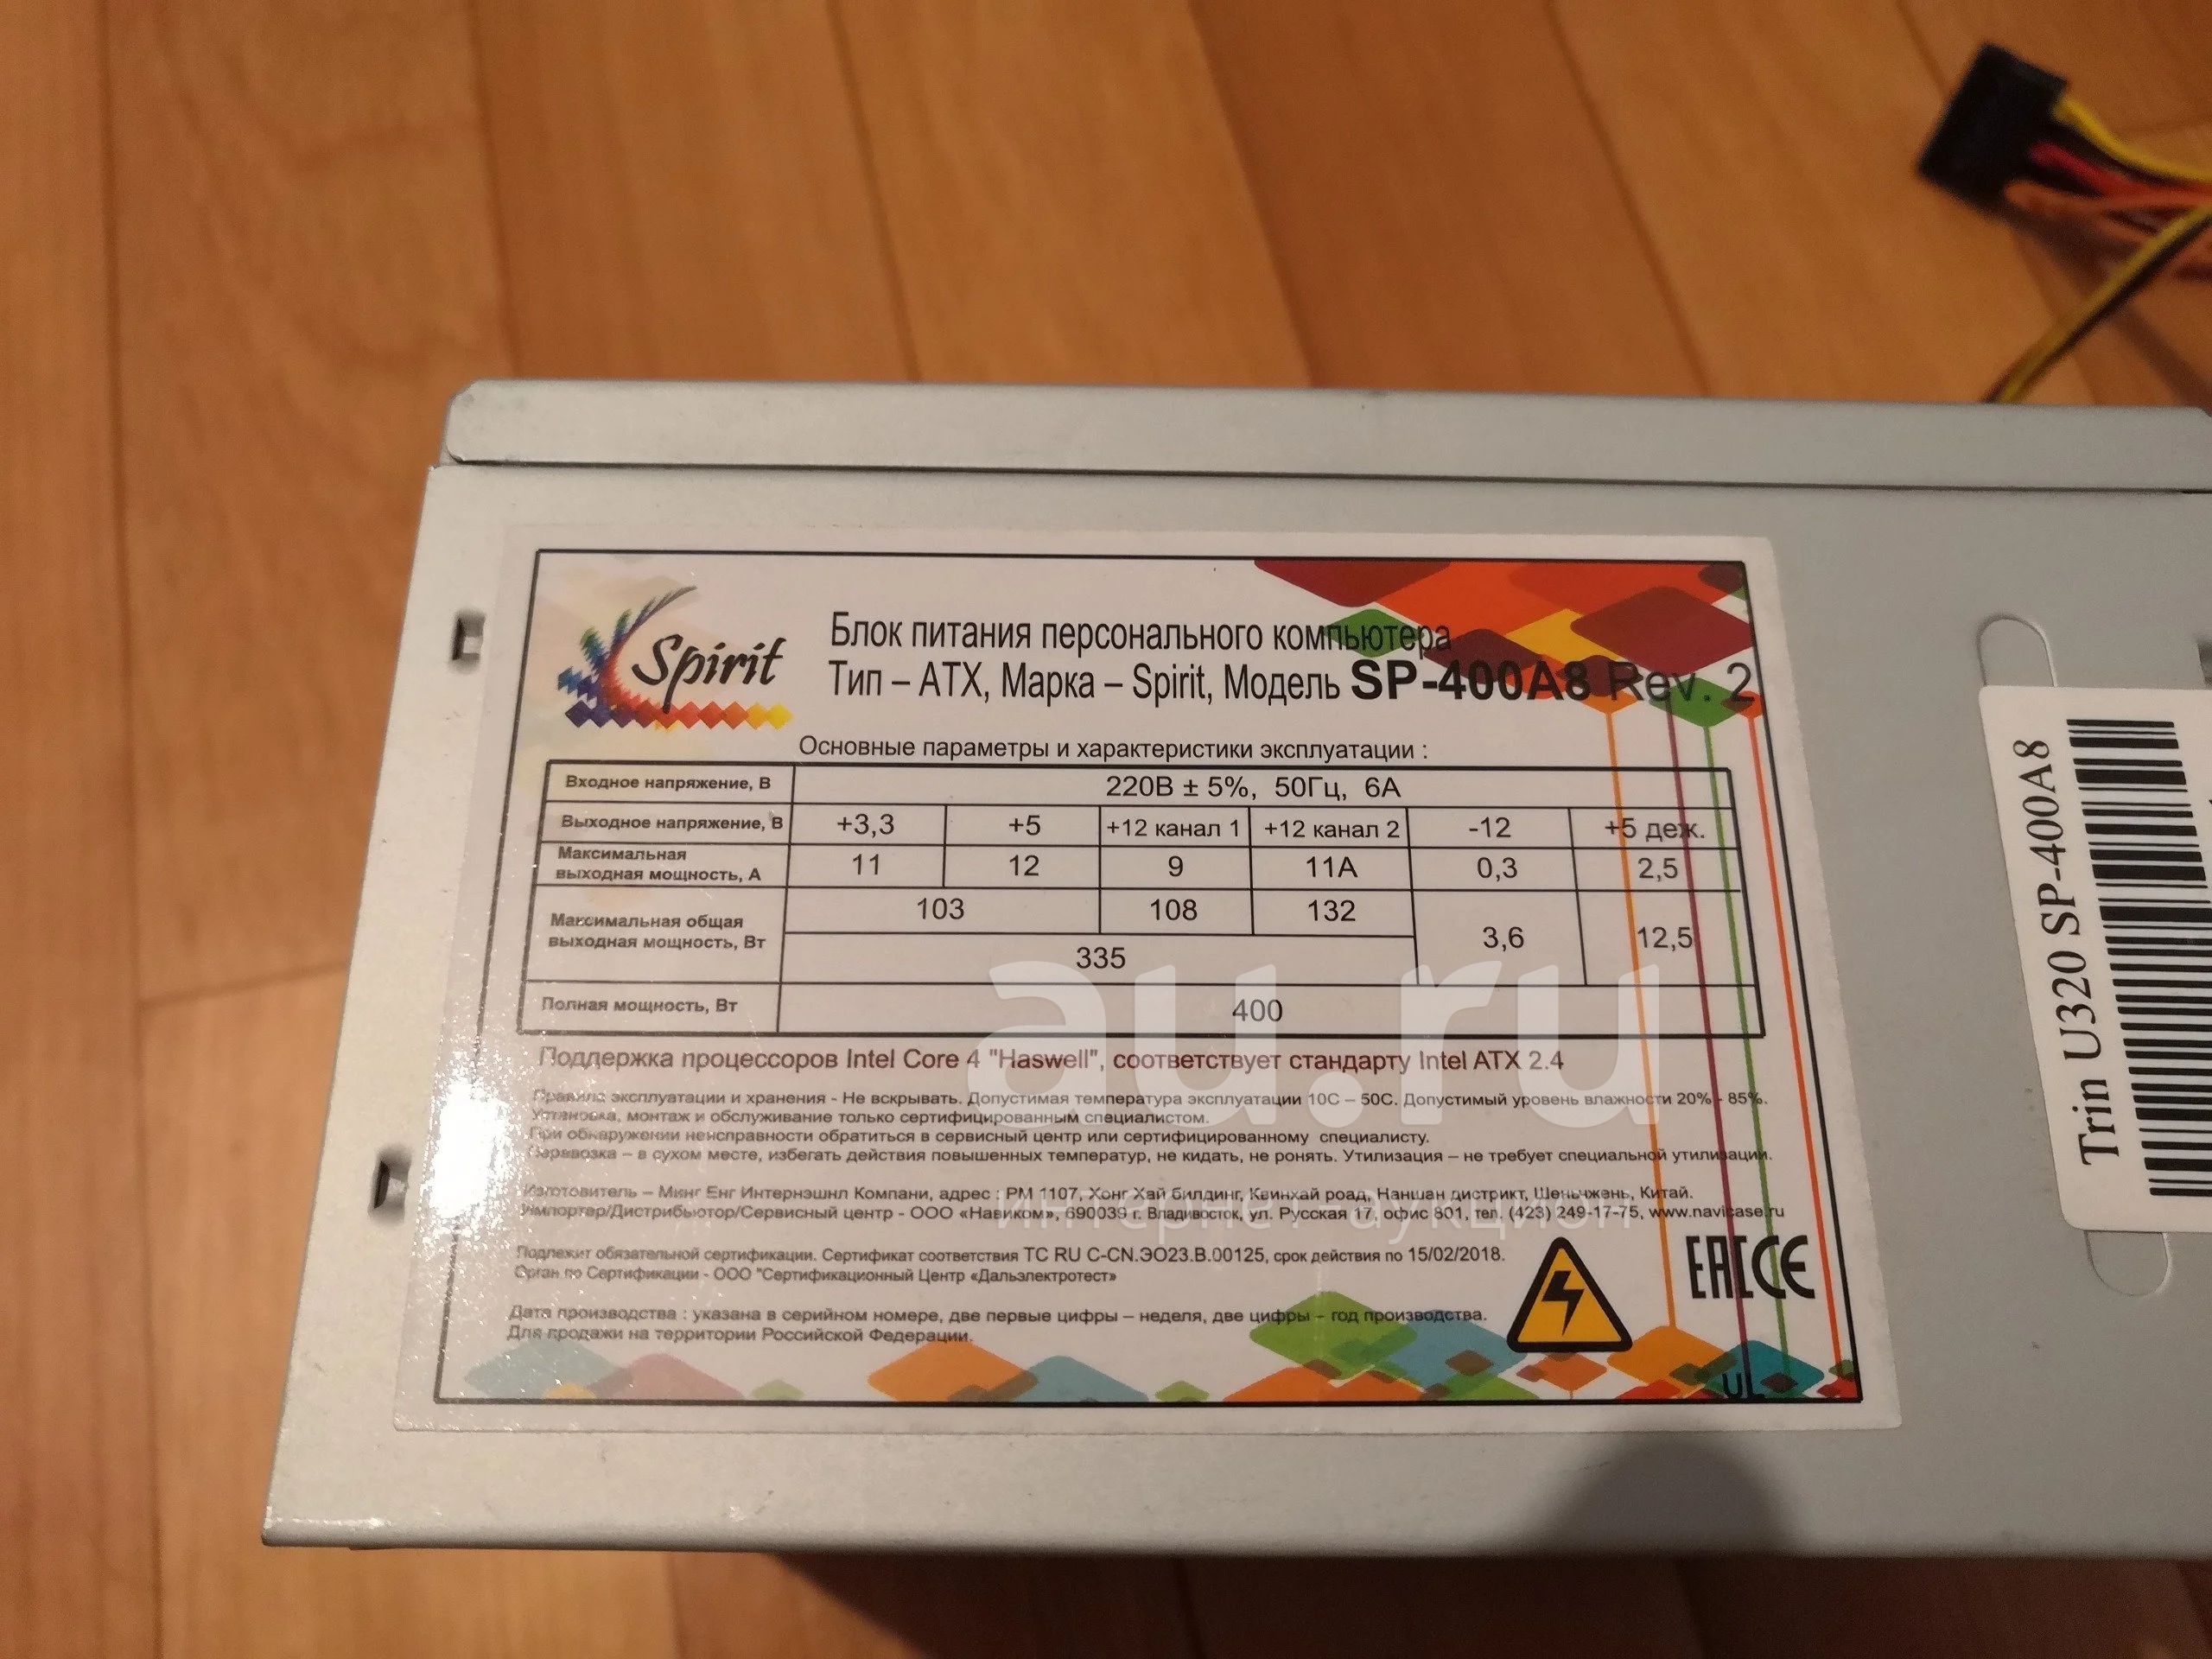 Spirit
Блок питания персонального компьютера
Тип – ATX, Марка – Spirit, Модель SP-400A8 Rev. 2
Основные параметры и характеристики эксплуатации :
Входное напряжение, В 220В ± 5%, 50Гц, 6А
Выходное напряжение, В +3,3 +5 +12 канал 1 +12 канал 2 -12 +5 деж.
Максимальная выходная мощность, А 11 12 9 11А 0,3 2,5
Максимальная общая выходная мощность, Вт 103 108 132 3,6 12,5
335
Полная мощность, Вт 400
Поддержка процессоров Intel Core 4 "Haswell", соответствует стандарту Intel ATX 2.4
Правила эксплуатации и хранения - Не вскрывать. Допустимая температура эксплуатации 10С – 50С. Допустимый уровень влажности 20% - 85%.
Установка, монтаж и обслуживание только сертифицированным специалистом.
При обнаружении неисправности обратиться в сервисный центр или сертифицированному специалисту.
Перевозка – в сухом месте, избегать действия повышенных температур, не кидать, не ронять. Утилизация – не требует специальной утилизации.
Изготовитель – Минг Енг Интернэшнл Компани, адрес : РМ 1107, Хонг Хай билдинг, Квинхай роад, Наншан дистрикт, Шеньчжень, Китай.
Импортер/Дистрибьютор/Сервисный центр - ООО «Навиком», 690039 г. Владивосток, ул. Русская 17, офис 801, тел. (423) 249-17-75, www.navicase.ru
Подлежит обязательной сертификации. Сертификат соответствия ТС RU C-CN.ЭО23.В.00125, срок действия по 15/02/2018.
Орган по Сертификации - ООО "Сертификационный Центр «Дальэлектротест»
Дата производства : указана в серийном номере, две первые цифры – неделя, две цифры – год производства.
Для продажи на территории Российской Федерации.
EAC CE
UL
Trin U320 SP-400A8
au.ru
интернет-аукцион